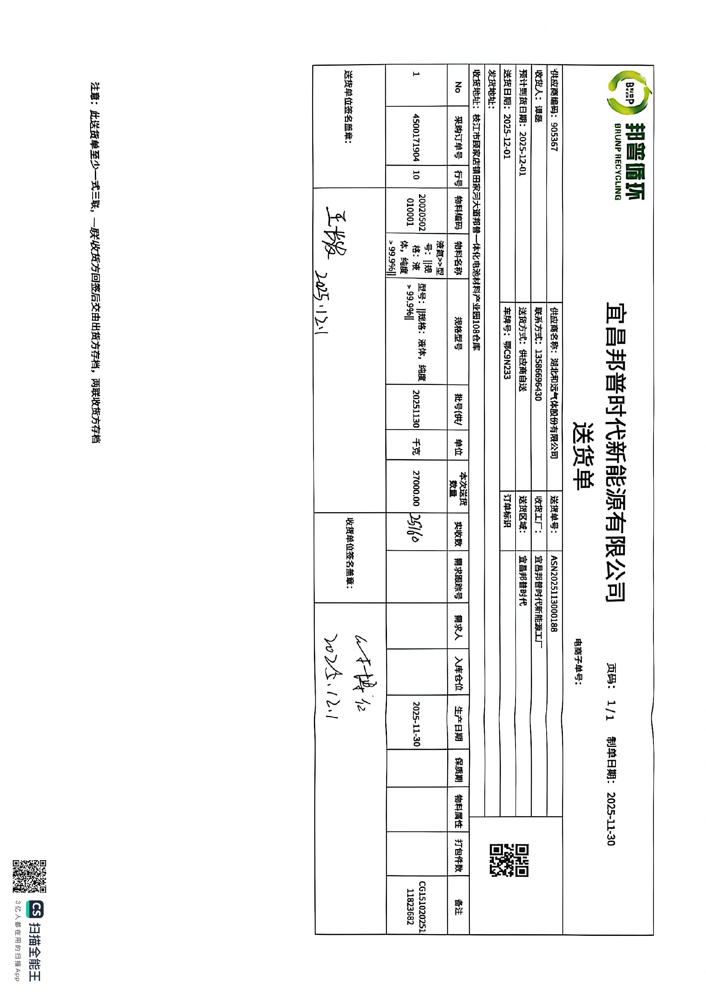 BRNP
邦普循环
BRUNP RECYCLING
宜昌邦普时代新能源有限公司
送货单
页码： 1/1 制单日期： 2025-11-30
电商子单号：
供应商编码： 905367 供应商名称： 湖北和远气体股份有限公司 送货单号： ASN2025113000188
收货人： 谭磊 联系方式： 13586696430 收货工厂： 宜昌邦普时代新能源工厂
预计到货日期： 2025-12-01 送货方式： 供应商自送 送货区域： 宜昌邦普时代
送货日期： 2025-12-01 车牌号： 鄂C9N233 订单标识
发货地址：
收货地址： 枝江市顾家店镇田家河大道邦普一体化电池材料产业园108仓库
No 采购订单号 行号 物料编码 物料名称 规格型号 批号(供/ 单位 本次送货数量 实收数 需求跟踪号 需求人 入库仓位 生产日期 保质期 物料属性 打包件数 备注
1 4500171904 10 20020502010001 液氮>>型号：||规格：液体，纯度>99.9%|| 型号：||规格：液体，纯度>99.9%|| 20251130 千克 27000.00 25160 2025-11-30 CG15102025111823682
送货单位签名盖章： 2025.12.1
收货单位签名盖章： 2025.12.1
注意：此送货单至少一式三联，一联收货方回签后交由出货方存档，两联收货方存档
CS 扫描全能王
3亿人都在用的扫描App